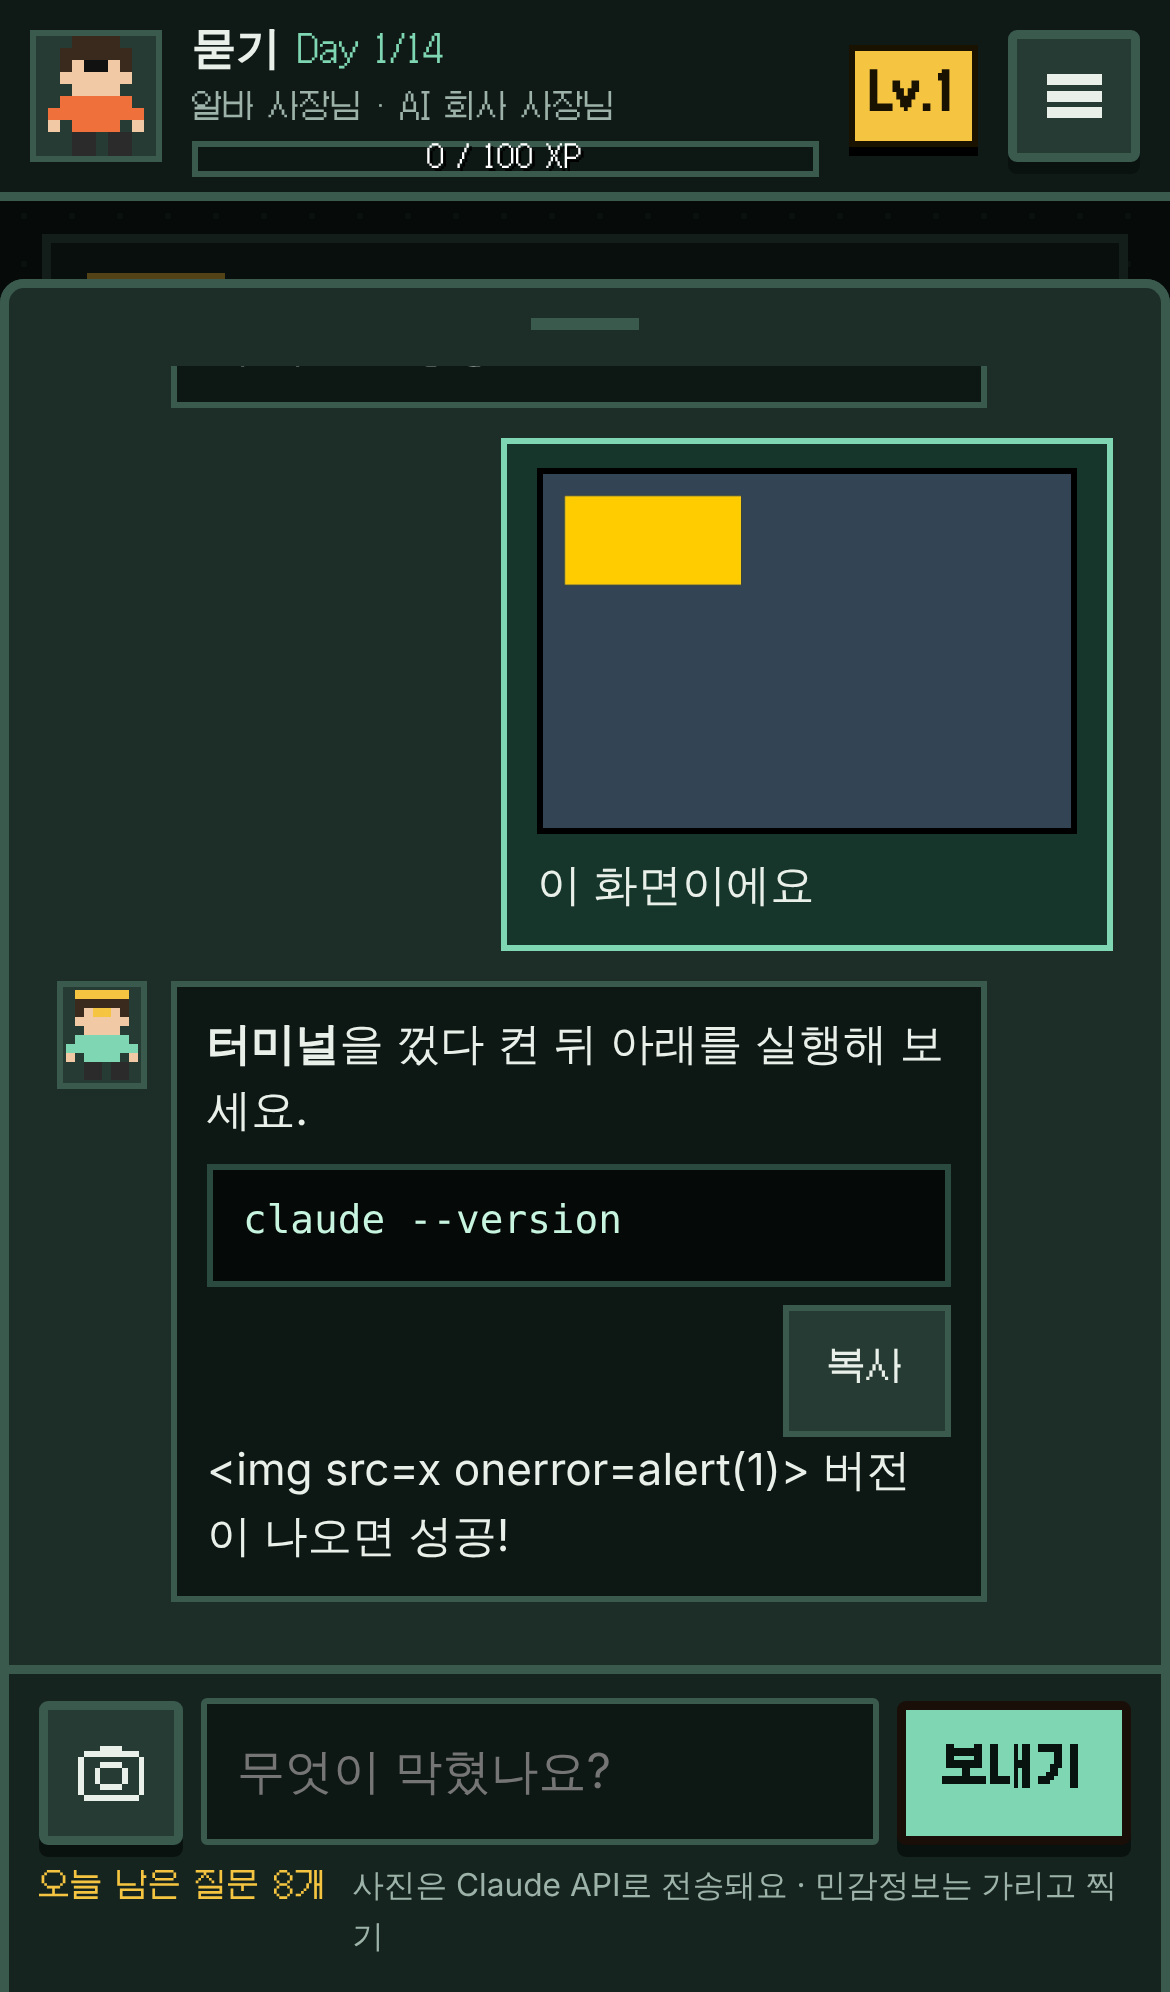 묻기 Day 1/14
알바 사장님 · AI 회사 사장님
0 / 100 XP
Lv.1
이 화면이에요
터미널을 껐다 켠 뒤 아래를 실행해 보
세요.
claude --version
복사
<img src=x onerror=alert(1)> 버전
이 나오면 성공!
무엇이 막혔나요?
보내기
오늘 남은 질문 8개
사진은 Claude API로 전송돼요 · 민감정보는 가리고 찍
기